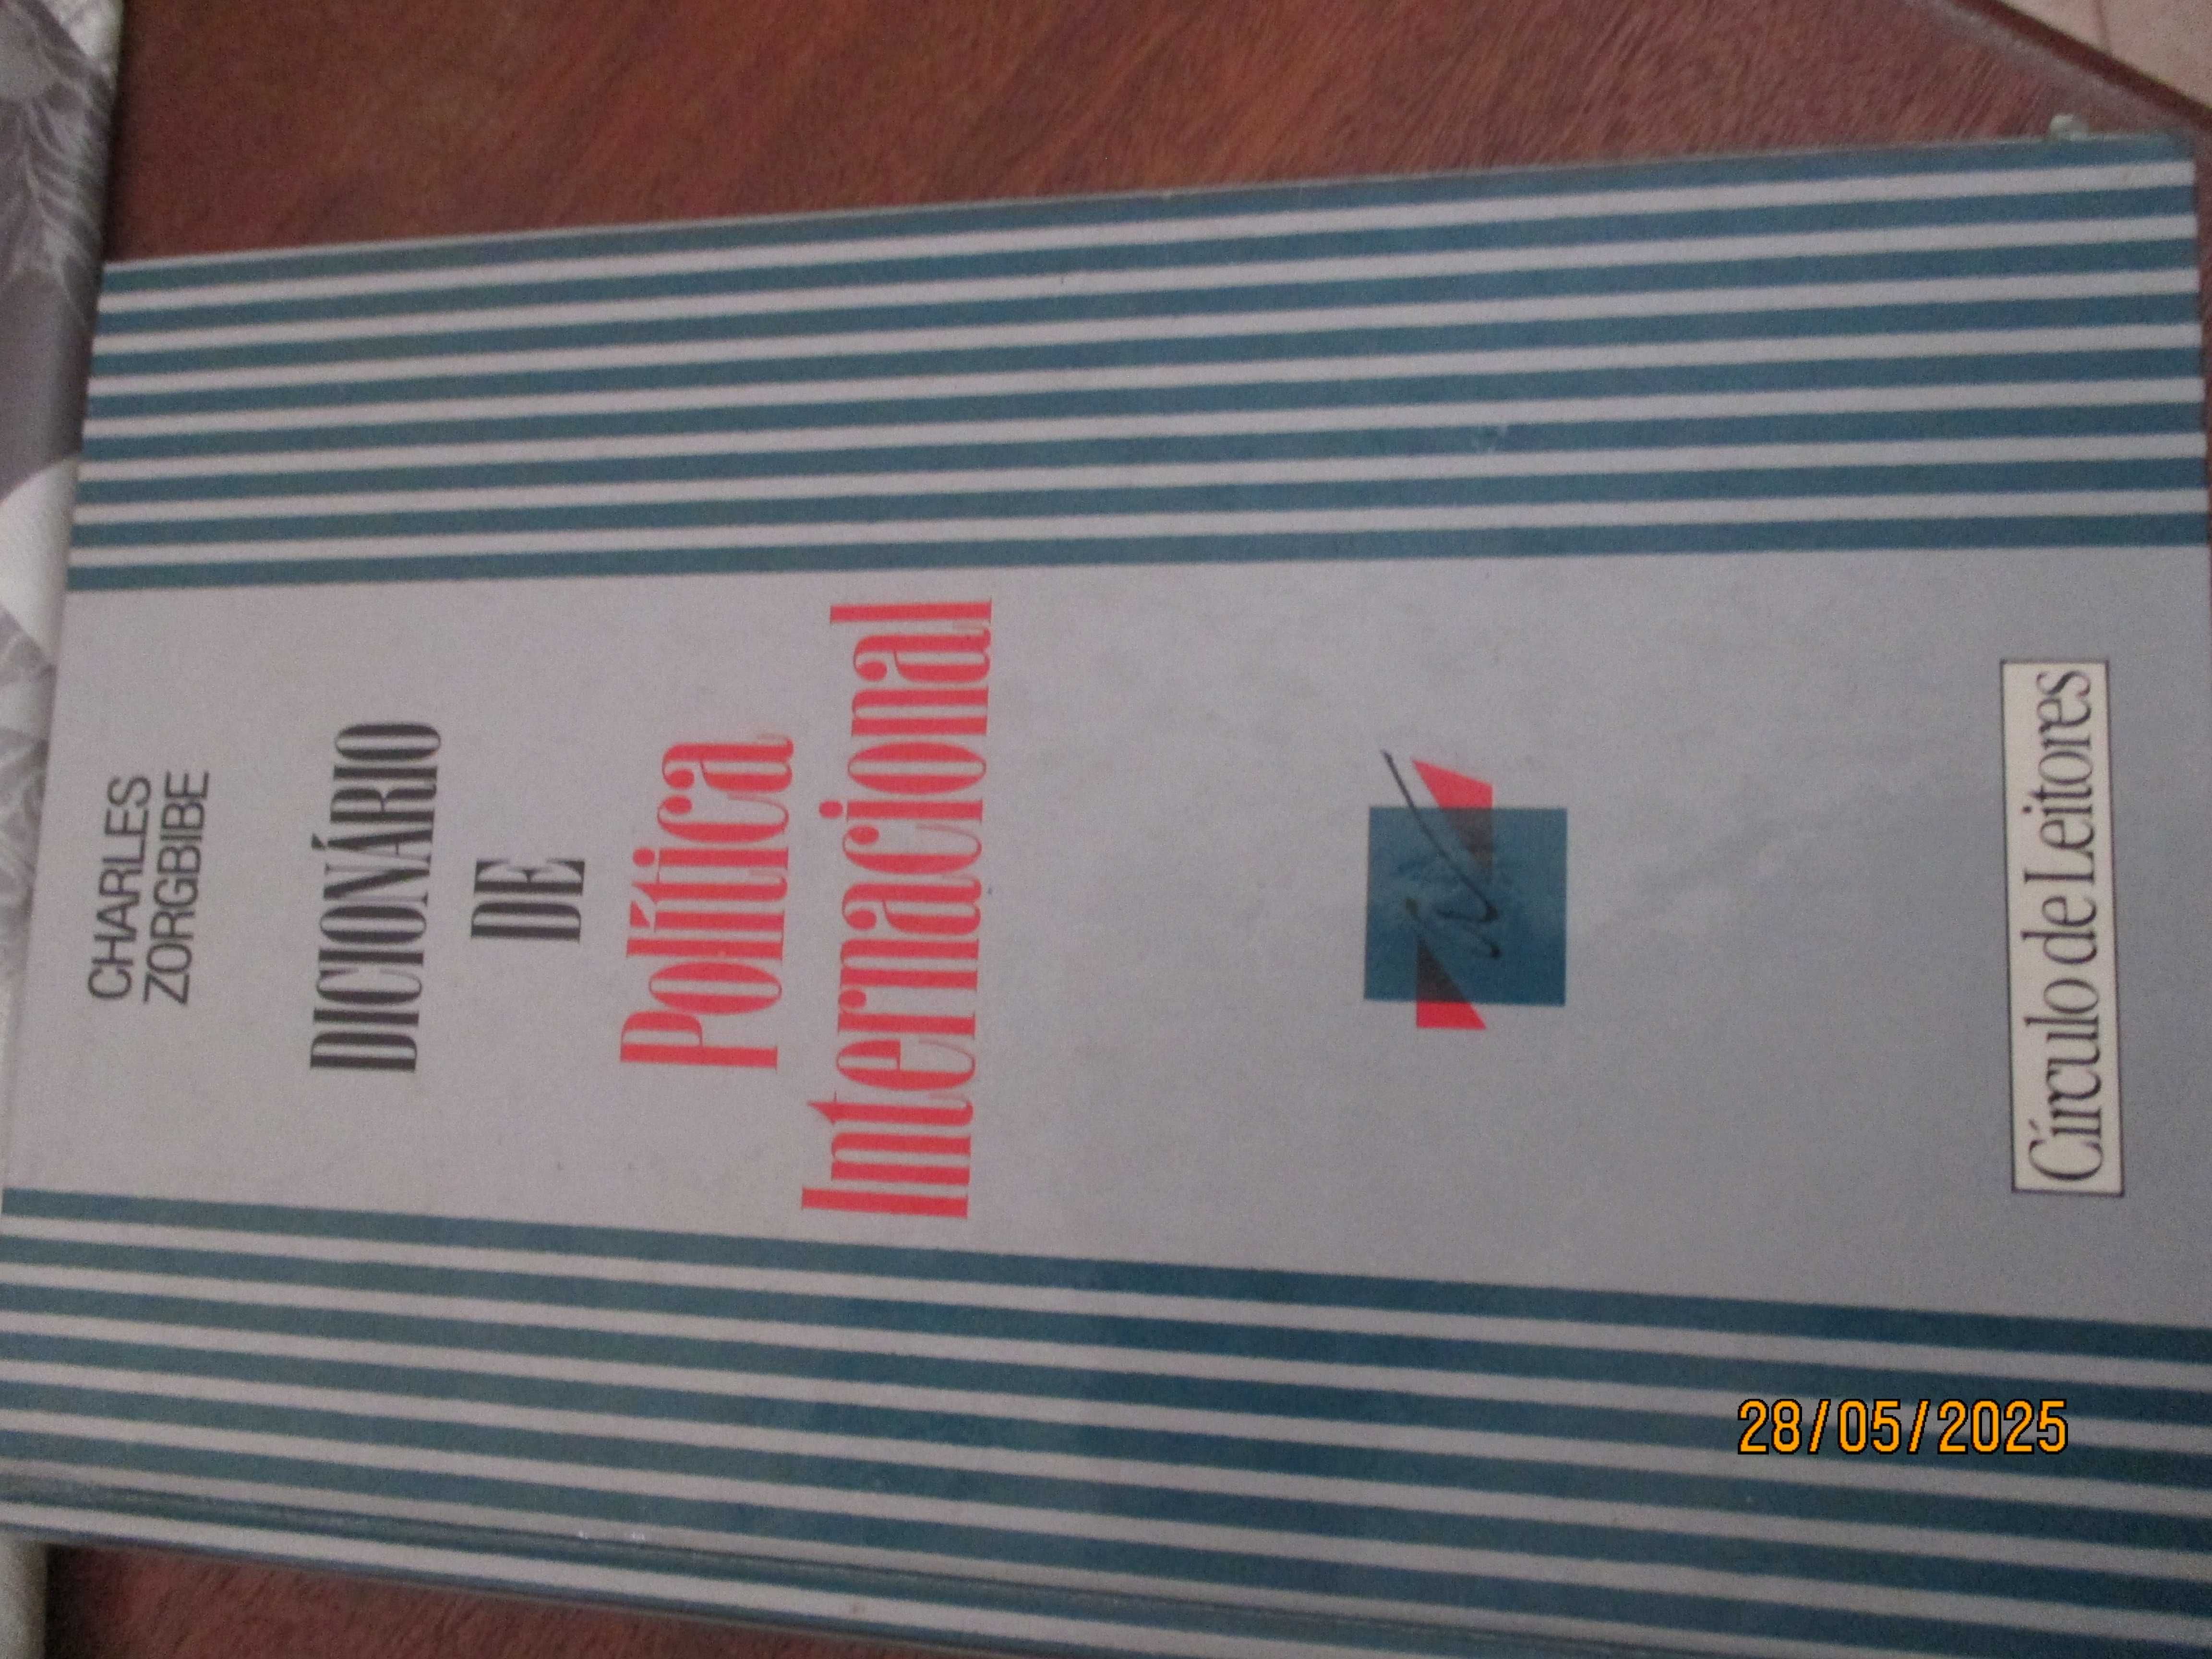 CHARLES
ZORGBIBE
DICIONÁRIO
DE
Política
Internacional
Círculo de Leitores
28/05/2025